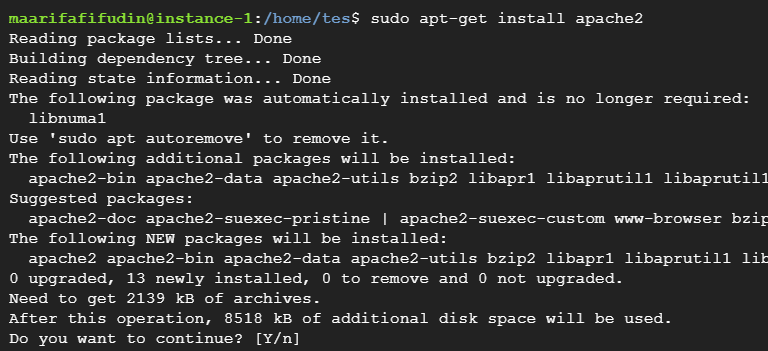 maarifafifudin@instance-1:/home/tes$ sudo apt-get install apache2
Reading package lists... Done
Building dependency tree... Done
Reading state information... Done
The following package was automatically installed and is no longer required:
  libnuma1
Use 'sudo apt autoremove' to remove it.
The following additional packages will be installed:
  apache2-bin apache2-data apache2-utils bzip2 libapr1 libaprutil1 libaprutil1
Suggested packages:
  apache2-doc apache2-suexec-pristine | apache2-suexec-custom www-browser bzip
The following NEW packages will be installed:
  apache2 apache2-bin apache2-data apache2-utils bzip2 libapr1 libaprutil1 lib
0 upgraded, 13 newly installed, 0 to remove and 0 not upgraded.
Need to get 2139 kB of archives.
After this operation, 8518 kB of additional disk space will be used.
Do you want to continue? [Y/n]